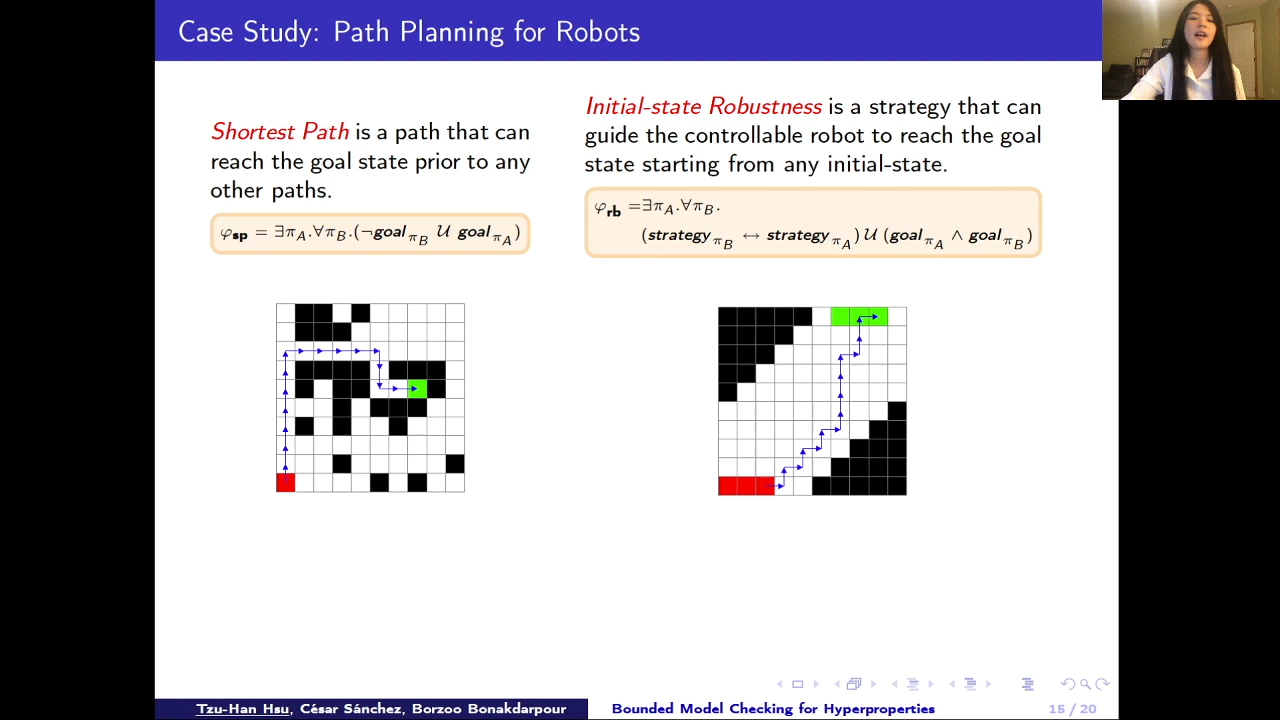 Case Study: Path Planning for Robots
Shortest Path is a path that can
reach the goal state prior to any
other paths.
φsp = ∃πA.∀πB.(¬goalπB U goalπA)
Initial-state Robustness is a strategy that can
guide the controllable robot to reach the goal
state starting from any initial-state.
φrb =∃πA.∀πB.
(strategyπB ↔ strategyπA) U (goalπA ∧ goalπB)
Tzu-Han Hsu, César Sánchez, Borzoo Bonakdarpour
Bounded Model Checking for Hyperproperties
15 / 20